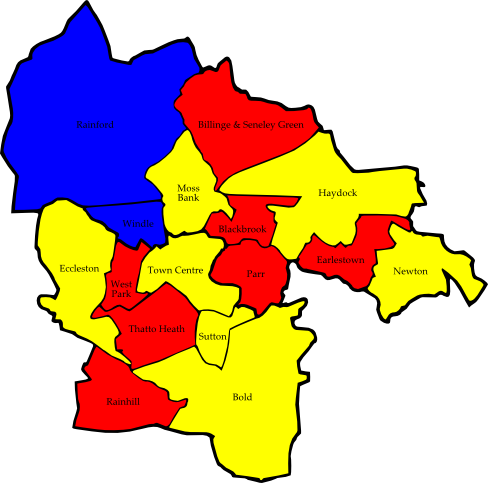 Rainford
Billinge & Seneley Green
Moss
Bank
Haydock
Windle
Blackbrook
Eccleston
Town Centre
Parr
Earlestown
Newton
West
Park
Thatto Heath
Sutton
Rainhill
Bold